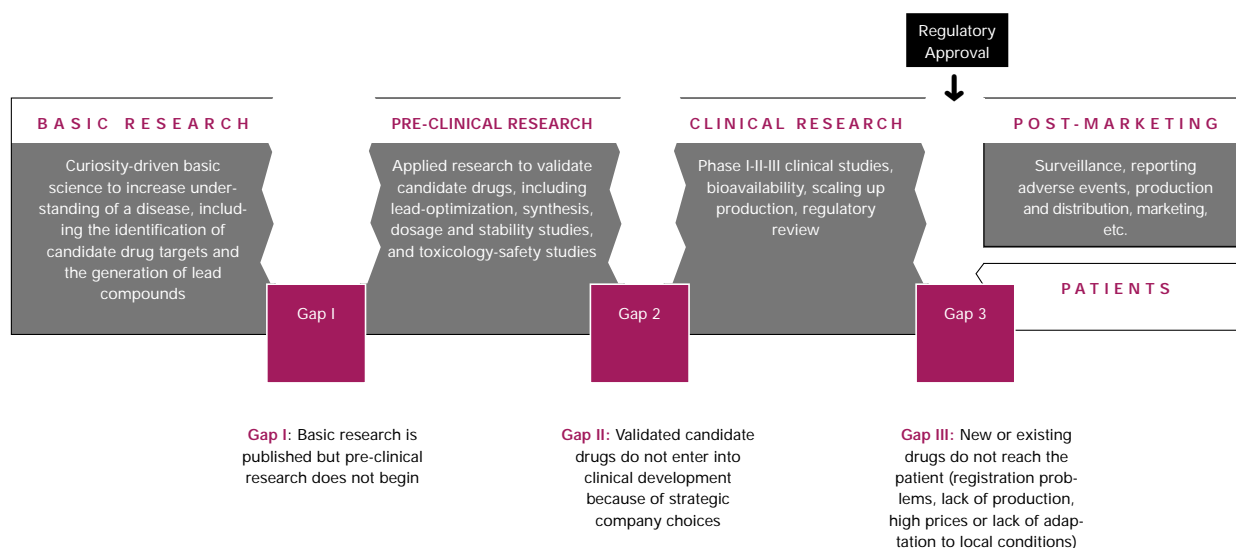 Regulatory
Approval
BASIC RESEARCH
Curiosity-driven basic
science to increase under-
standing of a disease, includ-
ing the identification of
candidate drug targets and
the generation of lead
compounds
PRE-CLINICAL RESEARCH
Applied research to validate
candidate drugs, including
lead-optimization, synthesis,
dosage and stability studies,
and toxicology-safety studies
CLINICAL RESEARCH
Phase I-II-III clinical studies,
bioavailability, scaling up
production, regulatory
review
POST-MARKETING
Surveillance, reporting
adverse events, production
and distribution, marketing,
etc.
PATIENTS
Gap I
Gap 2
Gap 3
Gap I: Basic research is
published but pre-clinical
research does not begin
Gap II: Validated candidate
drugs do not enter into
clinical development
because of strategic
company choices
Gap III: New or existing
drugs do not reach the
patient (registration prob-
lems, lack of production,
high prices or lack of adap-
tation to local conditions)